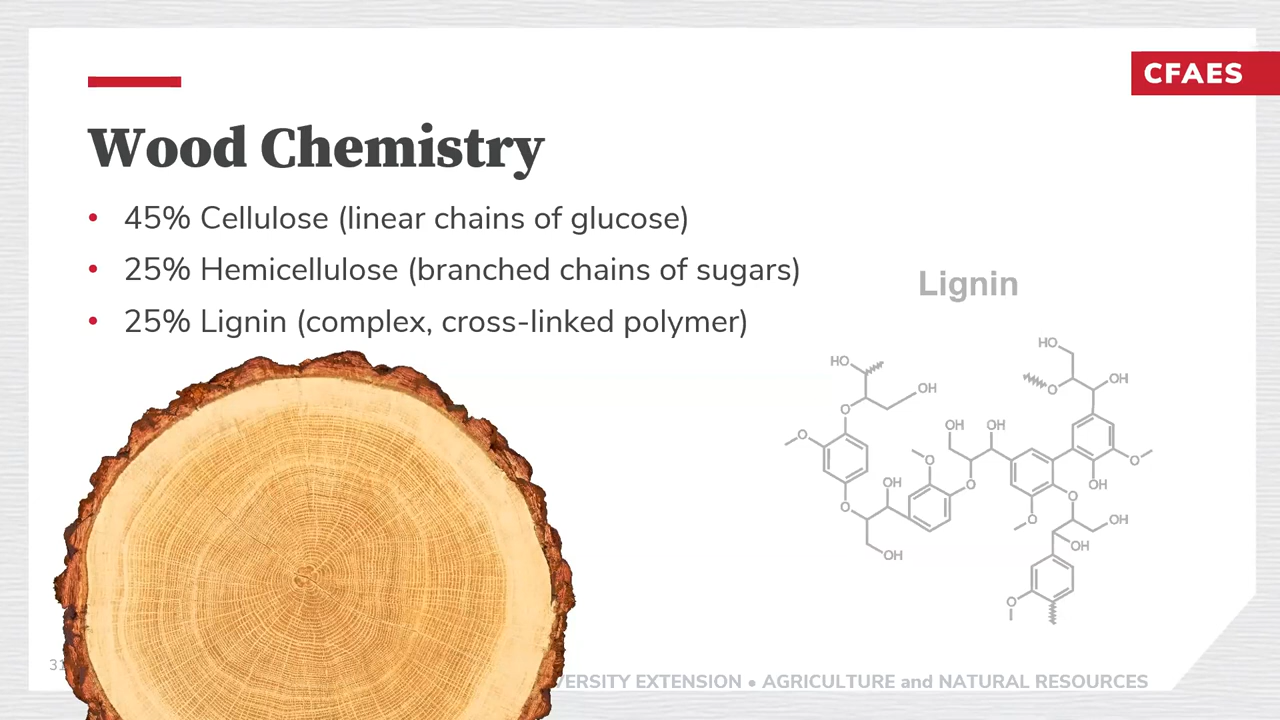 CFAES
Wood Chemistry
• 45% Cellulose (linear chains of glucose)
• 25% Hemicellulose (branched chains of sugars)
• 25% Lignin (complex, cross-linked polymer)
Lignin
HO
HO
OH
OH
O
O
OH
OH
O
O
O
O
OH
O
OH
O
O
O
OH
OH
OH
O
31
VERSITY EXTENSION • AGRICULTURE and NATURAL RESOURCES